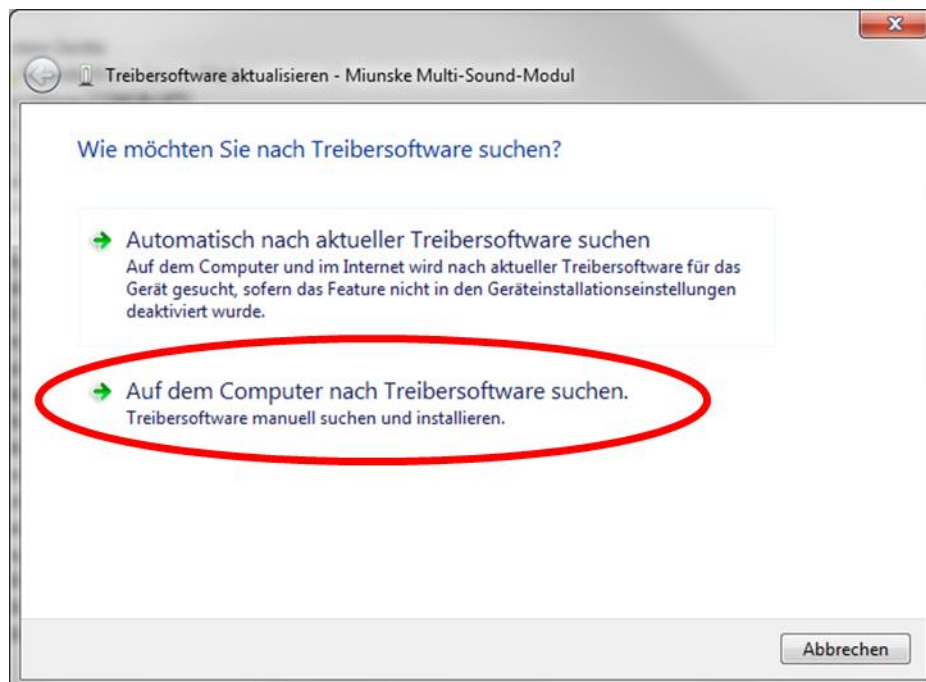 Treibersoftware aktualisieren - Miunske Multi-Sound-Modul
Wie möchten Sie nach Treibersoftware suchen?
Automatisch nach aktueller Treibersoftware suchen
Auf dem Computer und im Internet wird nach aktueller Treibersoftware für das
Gerät gesucht, sofern das Feature nicht in den Geräteinstallationseinstellungen
deaktiviert wurde.
Auf dem Computer nach Treibersoftware suchen.
Treibersoftware manuell suchen und installieren.
Abbrechen